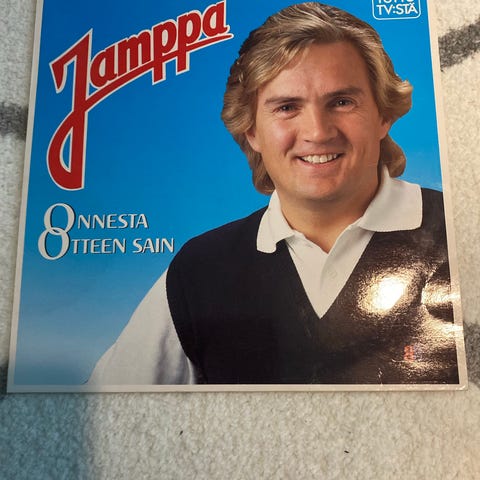 Jamppa
TV:STÄ
ONNESTA
OTTEEN SAIN